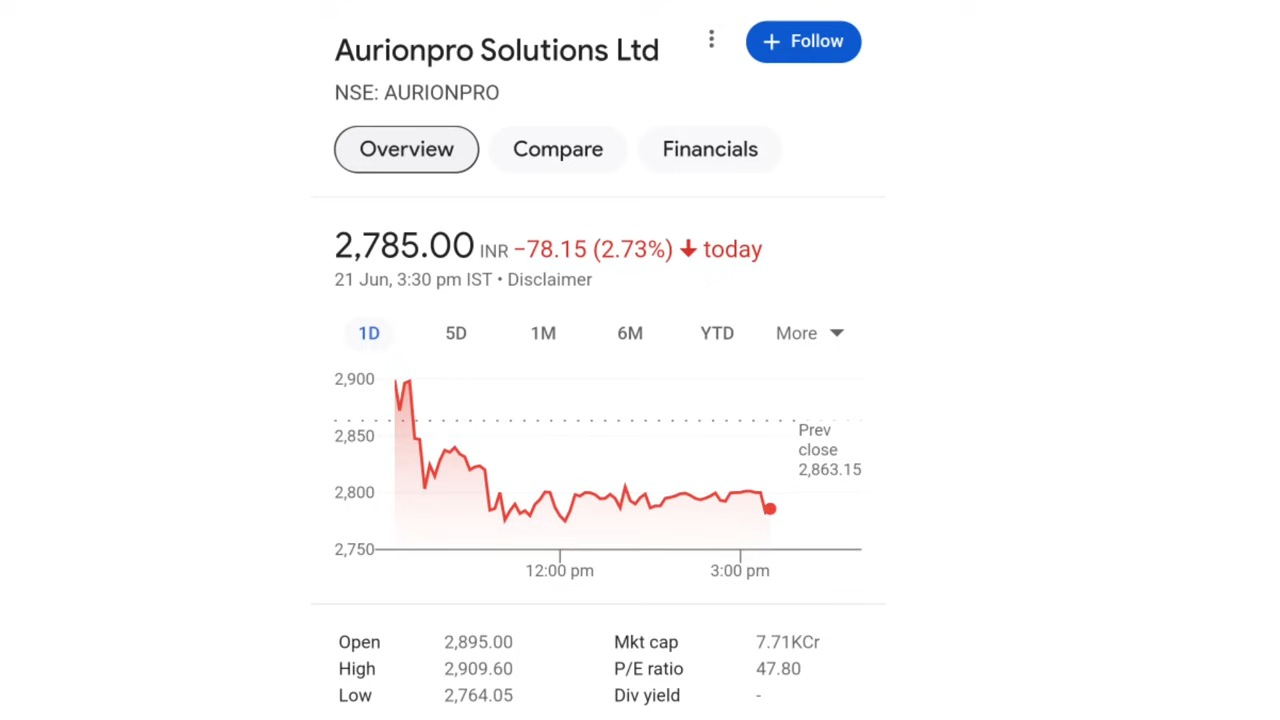 Aurionpro Solutions Ltd
+ Follow
NSE: AURIONPRO
Overview
Compare
Financials
2,785.00 INR −78.15 (2.73%) ↓ today
21 Jun, 3:30 pm IST • Disclaimer
1D 5D 1M 6M YTD More
2,900
2,850
2,800
2,750
Prev
close
2,863.15
12:00 pm 3:00 pm
Open 2,895.00 Mkt cap 7.71KCr
High 2,909.60 P/E ratio 47.80
Low 2,764.05 Div yield -